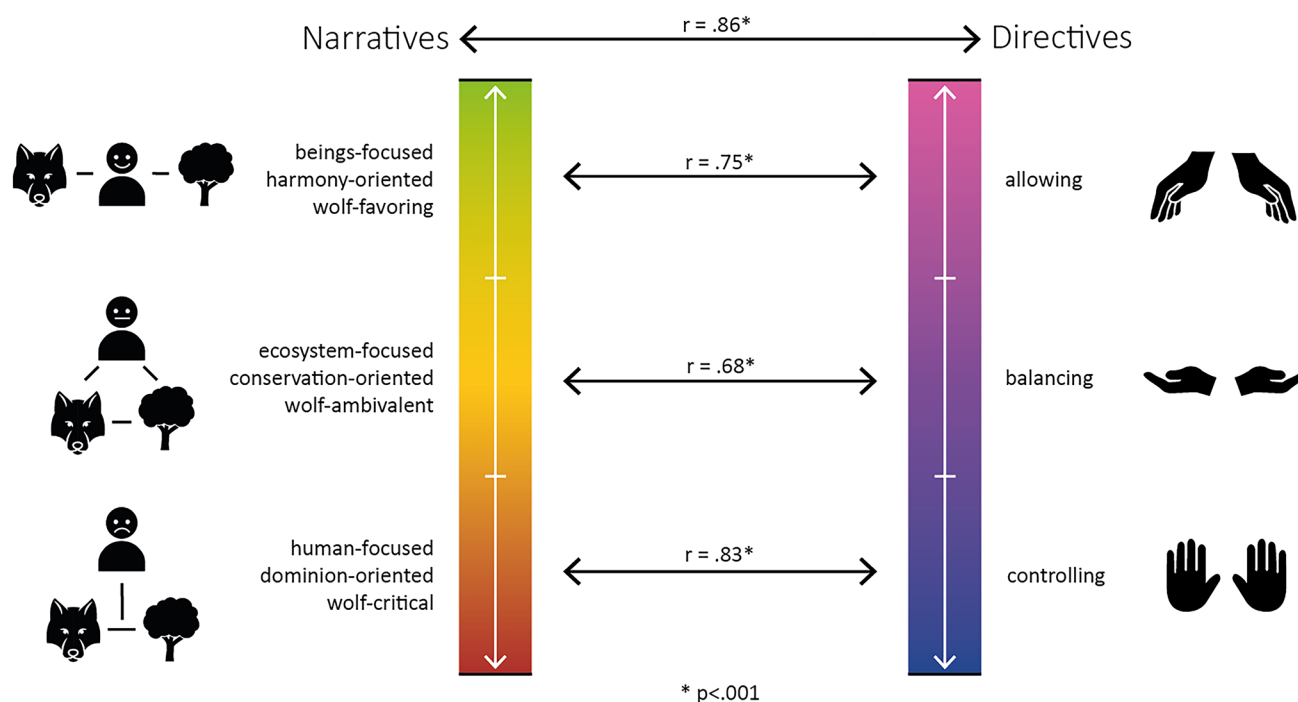 Narratives
r = .86*
Directives
beings-focused
harmony-oriented
wolf-favoring
r = .75*
allowing
ecosystem-focused
conservation-oriented
wolf-ambivalent
r = .68*
balancing
human-focused
dominion-oriented
wolf-critical
r = .83*
controlling
* p<.001